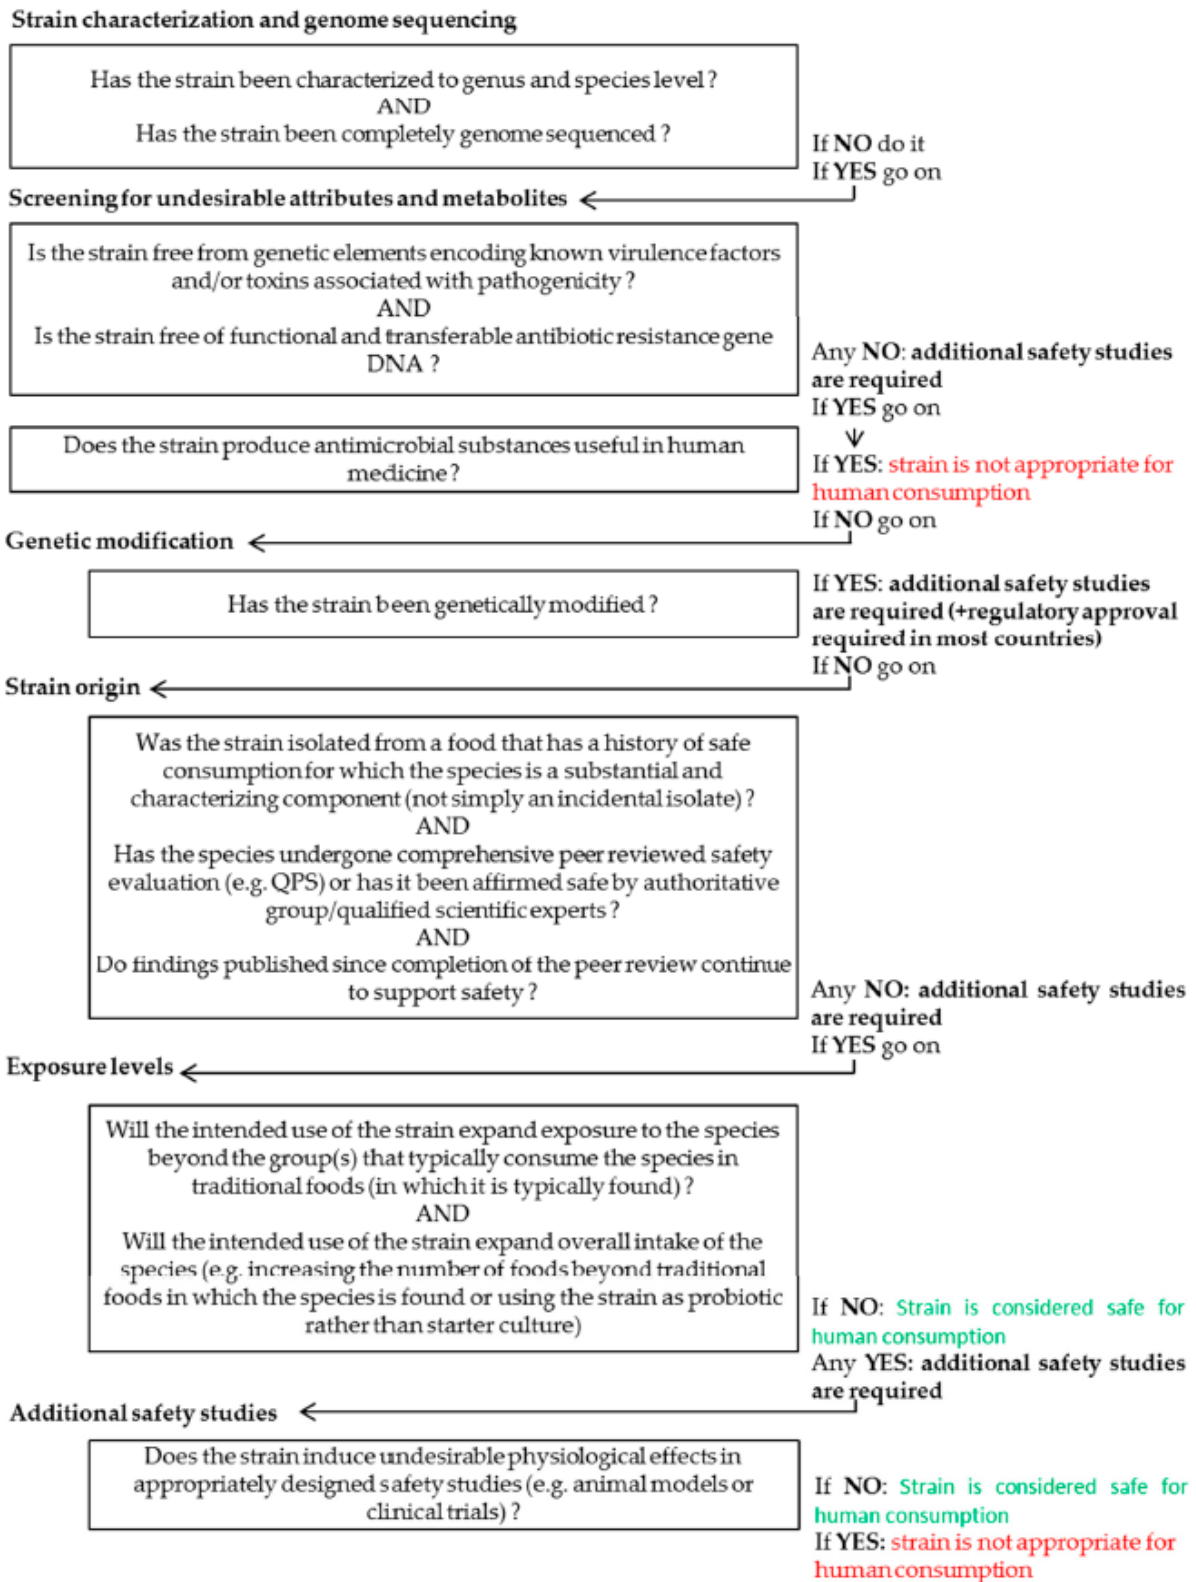 Strain characterization and genome sequencing
Has the strain been characterized to genus and species level ?
AND
Has the strain been completely genome sequenced ?
If NO do it
If YES go on
Screening for undesirable attributes and metabolites
Is the strain free from genetic elements encoding known virulence factors
and/or toxins associated with pathogenicity ?
AND
Is the strain free of functional and transferable antibiotic resistance gene
DNA ?
Any NO: additional safety studies
are required
If YES go on
Does the strain produce antimicrobial substances useful in human
medicine ?
If YES: strain is not appropriate for
human consumption
If NO go on
Genetic modification
Has the strain been genetically modified ?
If YES: additional safety studies
are required (+regulatory approval
required in most countries)
If NO go on
Strain origin
Was the strain isolated from a food that has a history of safe
consumption for which the species is a substantial and
characterizing component (not simply an incidental isolate) ?
AND
Has the species undergone comprehensive peer reviewed safety
evaluation (e.g. QPS) or has it been affirmed safe by authoritative
group/qualified scientific experts ?
AND
Do findings published since completion of the peer review continue
to support safety ?
Any NO: additional safety studies
are required
If YES go on
Exposure levels
Will the intended use of the strain expand exposure to the species
beyond the group(s) that typically consume the species in
traditional foods (in which it is typically found) ?
AND
Will the intended use of the strain expand overall intake of the
species (e.g. increasing the number of foods beyond traditional
foods in which the species is found or using the strain as probiotic
rather than starter culture)
If NO: Strain is considered safe for
human consumption
Any YES: additional safety studies
are required
Additional safety studies
Does the strain induce undesirable physiological effects in
appropriately designed safety studies (e.g. animal models or
clinical trials) ?
If NO: Strain is considered safe for
human consumption
If YES: strain is not appropriate for
human consumption